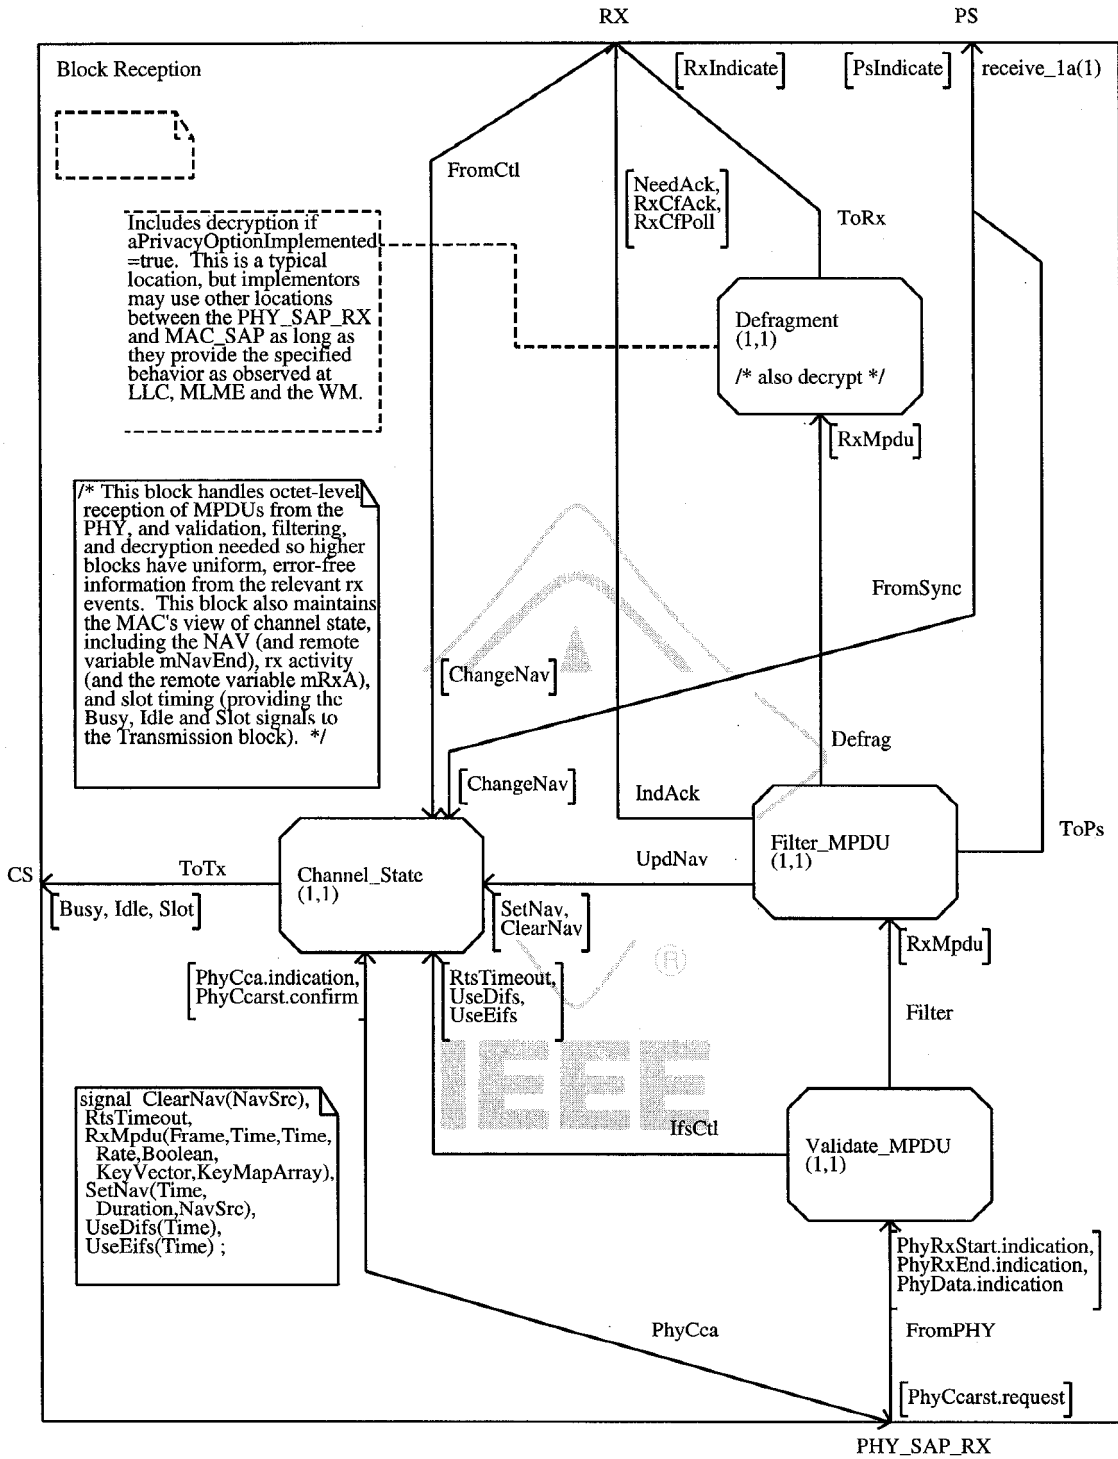 RX
PS
Block Reception
[RxIndicate]
[PsIndicate]
receive_1a(1)
FromCtl
[NeedAck,
RxCfAck,
RxCfPoll]
ToRx
Includes decryption if
aPrivacyOptionImplemented
=true. This is a typical
location, but implementors
may use other locations
between the PHY_SAP_RX
and MAC_SAP as long as
they provide the specified
behavior as observed at
LLC, MLME and the WM.
Defragment
(1,1)
/* also decrypt */
[RxMpdu]
/* This block handles octet-level
reception of MPDUs from the
PHY, and validation, filtering,
and decryption needed so higher
blocks have uniform, error-free
information from the relevant rx
events. This block also maintains
the MAC's view of channel state,
including the NAV (and remote
variable mNavEnd), rx activity
(and the remote variable mRxA),
and slot timing (providing the
Busy, Idle and Slot signals to
the Transmission block). */
FromSync
[ChangeNav]
Defrag
[ChangeNav]
IndAck
ToPs
Filter_MPDU
(1,1)
UpdNav
CS
ToTx
Channel_State
(1,1)
[Busy, Idle, Slot]
[SetNav,
ClearNav]
[RxMpdu]
[PhyCca.indication,
PhyCcarst.confirm]
[RtsTimeout,
UseDifs,
UseEifs]
®
Filter
IEEE
signal ClearNav(NavSrc),
RtsTimeout,
RxMpdu(Frame,Time,Time,
Rate,Boolean,
KeyVector,KeyMapArray),
SetNav(Time,
Duration,NavSrc),
UseDifs(Time),
UseEifs(Time) ;
IfsCtl
Validate_MPDU
(1,1)
[PhyRxStart.indication,
PhyRxEnd.indication,
PhyData.indication]
PhyCca
FromPHY
[PhyCcarst.request]
PHY_SAP_RX